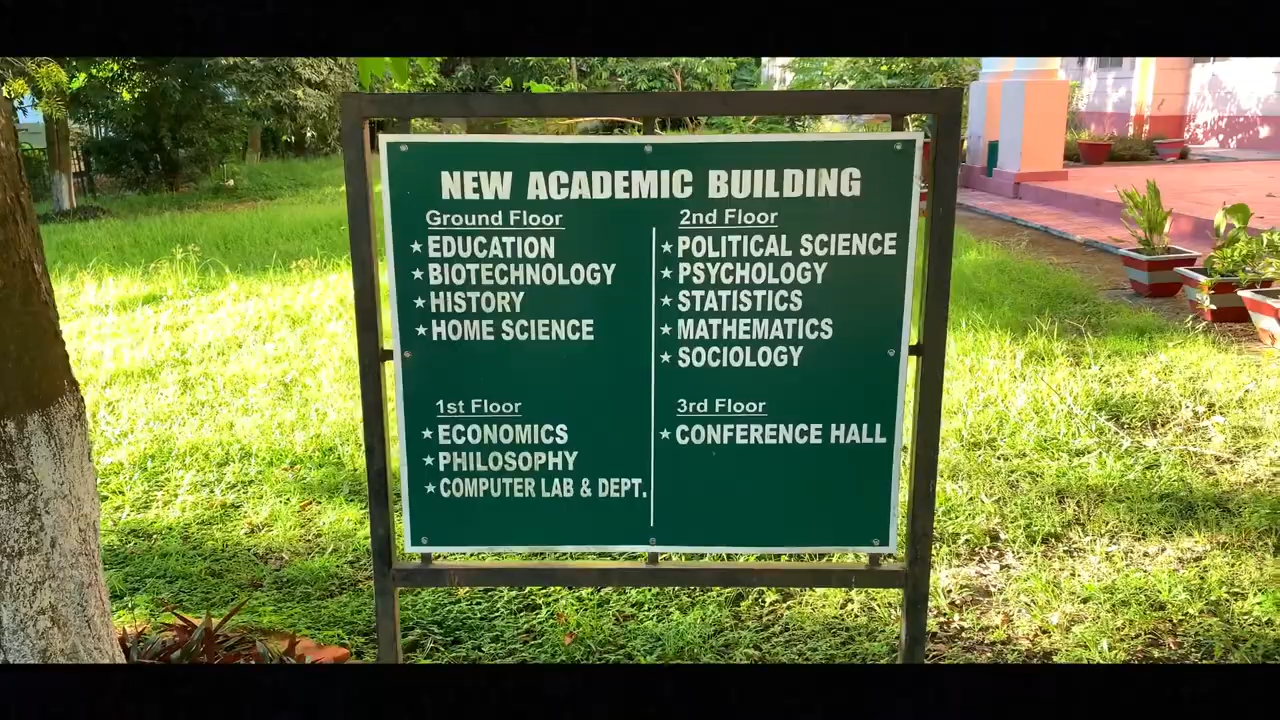 NEW ACADEMIC BUILDING
Ground Floor
★ EDUCATION
★ BIOTECHNOLOGY
★ HISTORY
★ HOME SCIENCE
1st Floor
★ ECONOMICS
★ PHILOSOPHY
★ COMPUTER LAB & DEPT.
2nd Floor
★ POLITICAL SCIENCE
★ PSYCHOLOGY
★ STATISTICS
★ MATHEMATICS
★ SOCIOLOGY
3rd Floor
★ CONFERENCE HALL